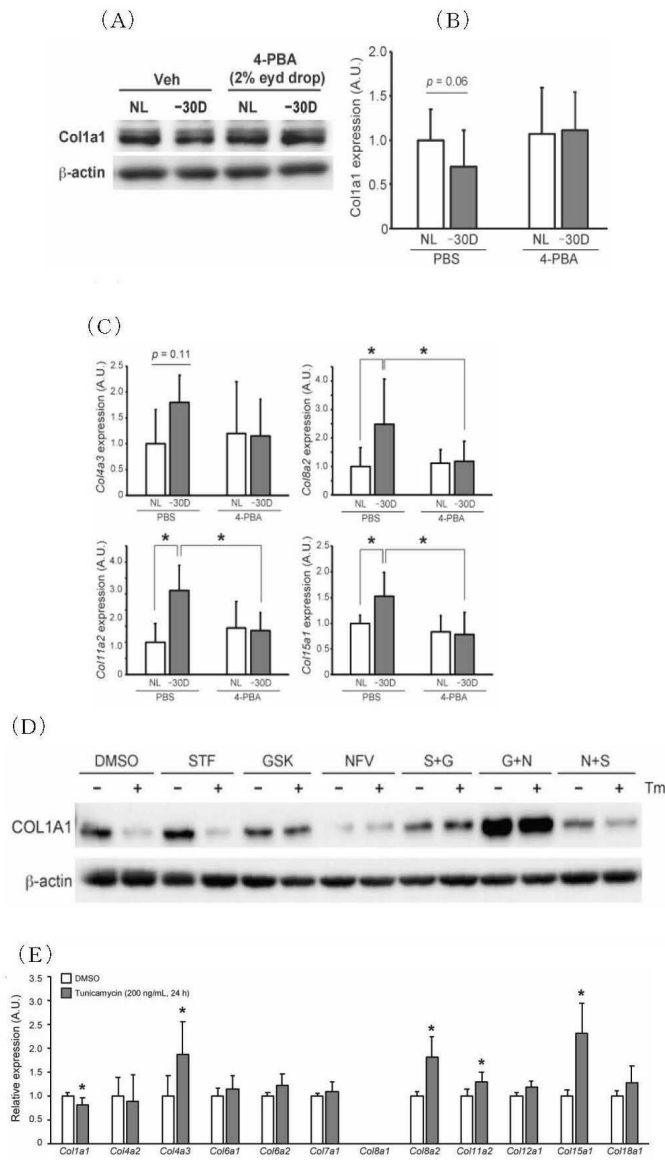 (A)
Veh
4-PBA
(2% eyd drop)
NL −30D NL −30D
Col1a1
β-actin
(B)
Col1a1 expression (A.U.)
2.0
1.5
1.0
0.5
0
p = 0.06
NL −30D NL −30D
PBS 4-PBA
(C)
Col4a3 expression (A.U.)
2.5
2.0
1.5
1.0
0.5
0
p = 0.11
NL −30D NL −30D
PBS 4-PBA
Col8a2 expression (A.U.)
5.0
4.0
3.0
2.0
1.0
0
* *
NL −30D NL −30D
PBS 4-PBA
Col11a2 expression (A.U.)
5.0
4.0
3.0
2.0
1.0
0
* *
NL −30D NL −30D
PBS 4-PBA
Col15a1 expression (A.U.)
2.5
2.0
1.5
1.0
0.5
0
* *
NL −30D NL −30D
PBS 4-PBA
(D)
DMSO STF GSK NFV S+G G+N N+S
− + − + − + − + − + − + − + Tm
COL1A1
β-actin
(E)
Relative expression (A.U.)
3.5
3.0
2.5
2.0
1.5
1.0
0.5
0.0
DMSO
Tunicamycin (200 ng/mL, 24 h)
* * * * *
Col1a1 Col4a2 Col4a3 Col6a1 Col6a2 Col7a1 Col8a1 Col8a2 Col11a2 Col12a1 Col15a1 Col18a1